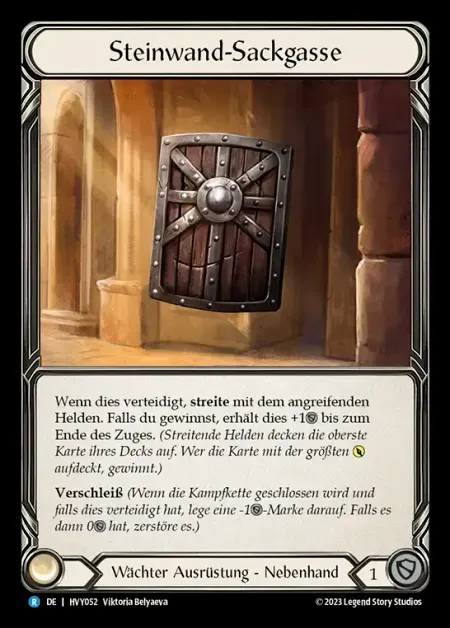 Steinwand-Sackgasse
Wenn dies verteidigt, streite mit dem angreifenden
Helden. Falls du gewinnst, erhält dies +1 bis zum
Ende des Zuges. (Streitende Helden decken die oberste
Karte ihres Decks auf. Wer die Karte mit der größten
aufdeckt, gewinnt.)
Verschleiß (Wenn die Kampfkette geschlossen wird und
falls dies verteidigt hat, lege eine -1-Marke darauf. Falls es
dann 0 hat, zerstöre es.)
Wächter Ausrüstung - Nebenhand 1
R DE | HVY052 Viktoria Belyaeva © 2023 Legend Story Studios